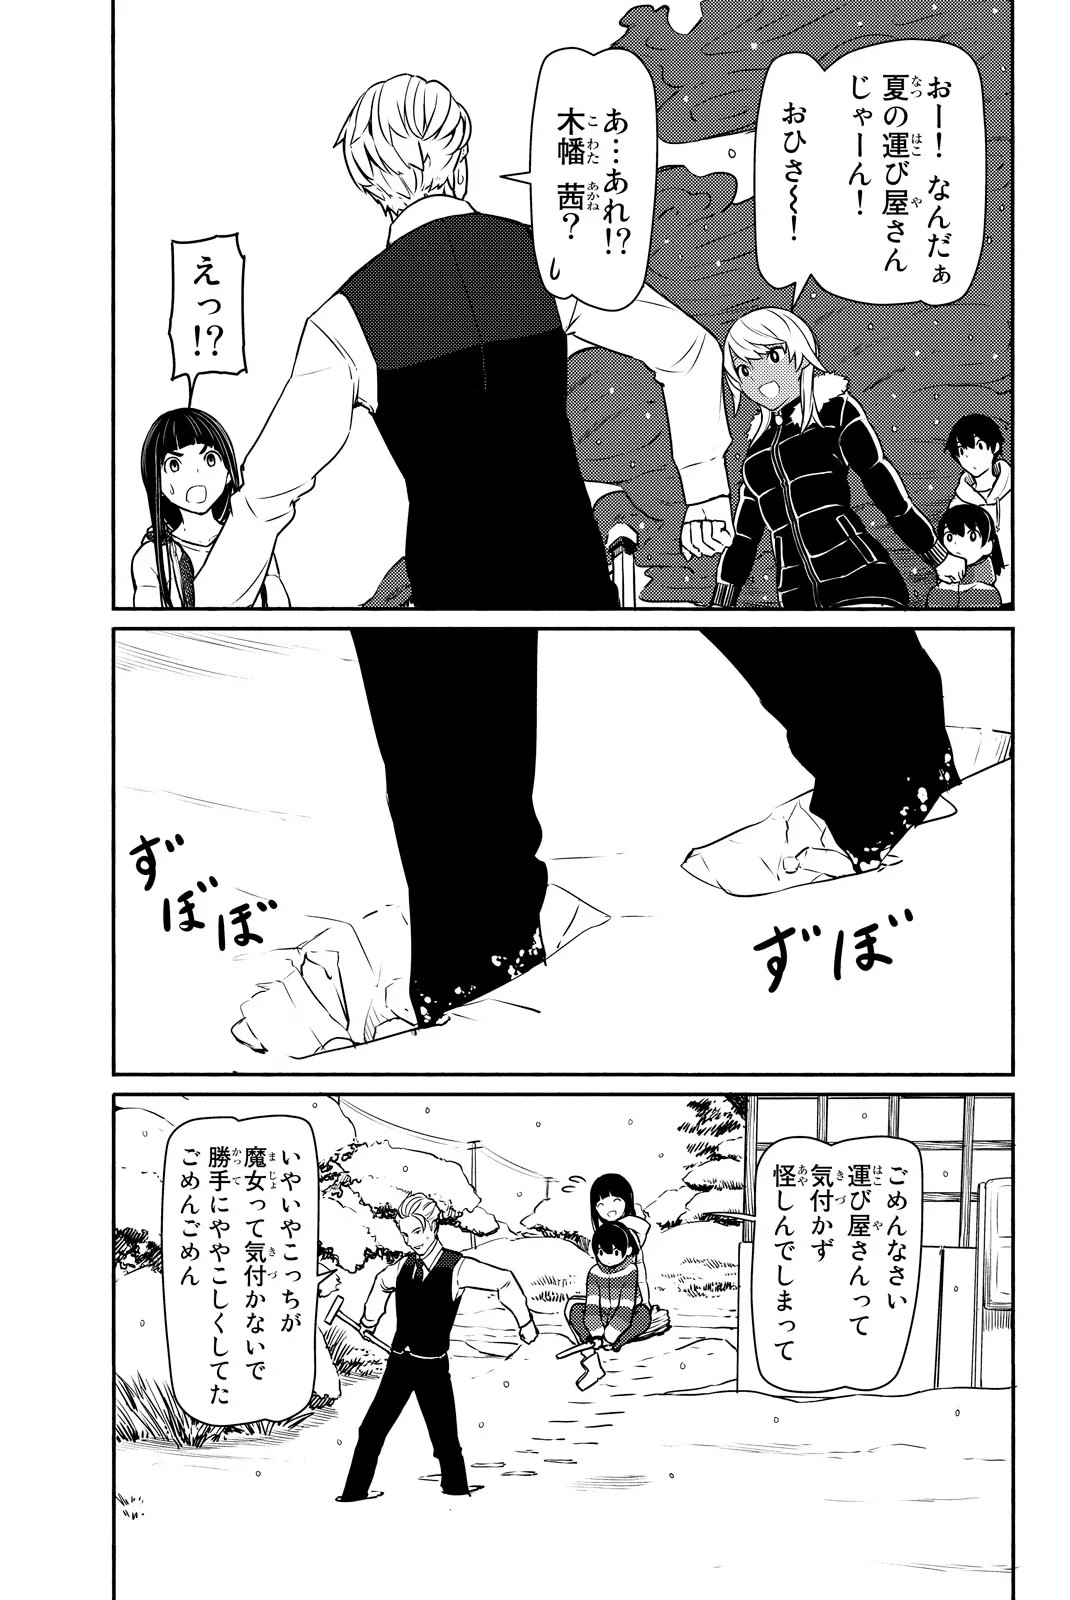 おー！なんだぁ
夏の運び屋さん
じゃーん！
おひさ〜！
あ…あれ!?
木幡 茜？
えっ!?
ずぼ
ずぼぼ
ごめんなさい
運び屋さんって
気付かず
怪しんでしまって
いやいやこっちが
魔女って気付かないで
勝手にややこしくしてた
ごめんごめん